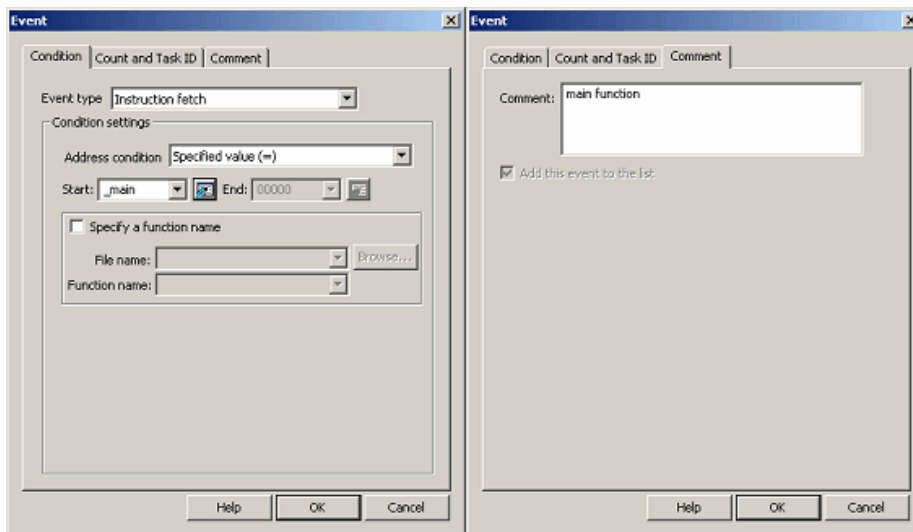 Event
Condition Count and Task ID Comment
Event type Instruction fetch
Condition settings
Address condition Specified value (=)
Start: _main End: 00000
Specify a function name
File name: Browse...
Function name:
Help OK Cancel
Event
Condition Count and Task ID Comment
Comment: main function
Add this event to the list
Help OK Cancel